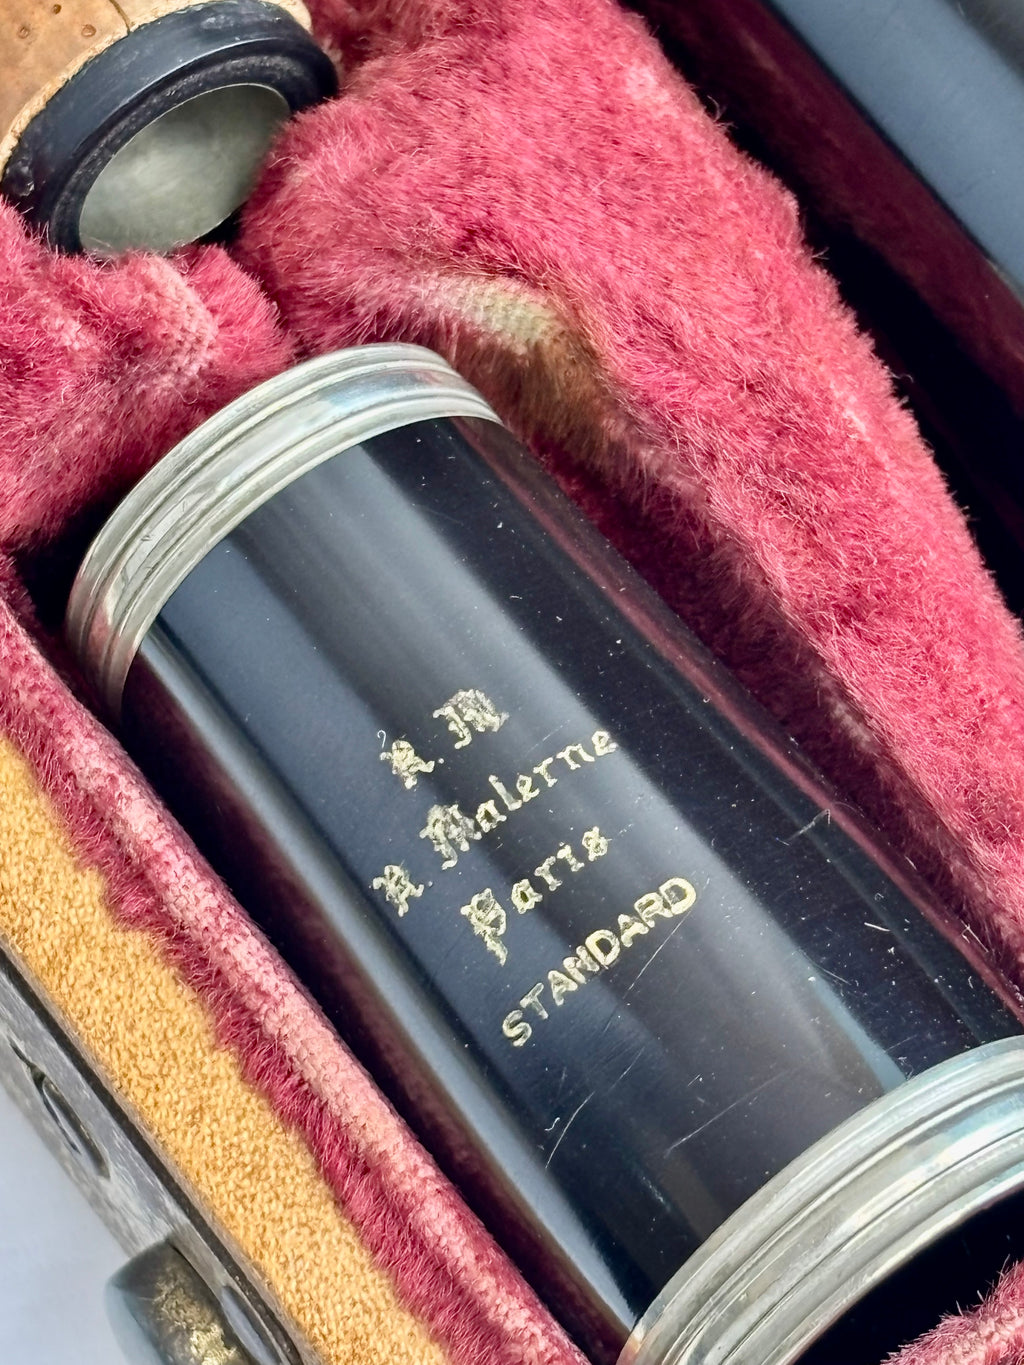 R. M
R. Malerne
Paris
STANDARD